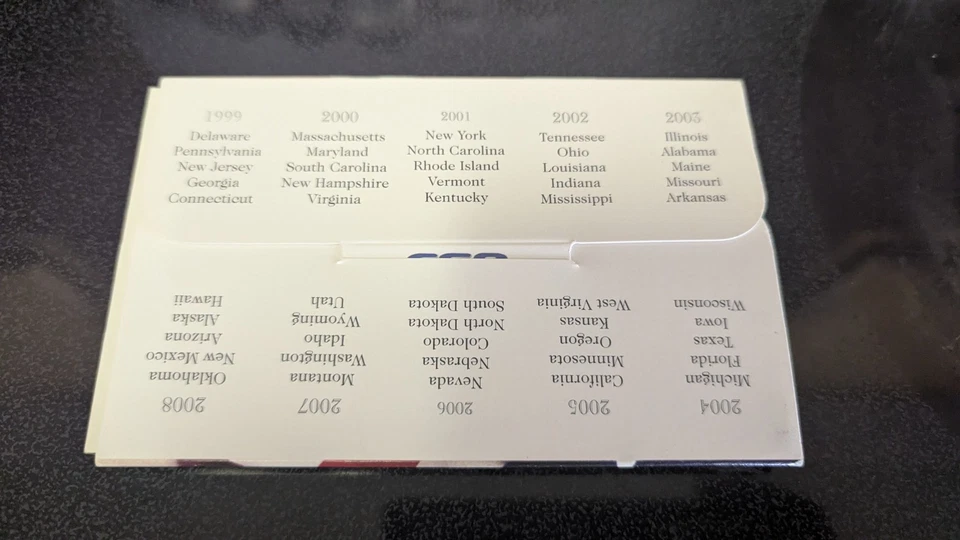 1999
Delaware
Pennsylvania
New Jersey
Georgia
Connecticut
2000
Massachusetts
Maryland
South Carolina
New Hampshire
Virginia
2001
New York
North Carolina
Rhode Island
Vermont
Kentucky
2002
Tennessee
Ohio
Louisiana
Indiana
Mississippi
2003
Illinois
Alabama
Maine
Missouri
Arkansas
2004
Michigan
Florida
Texas
Iowa
Wisconsin
2005
California
Minnesota
Oregon
Kansas
West Virginia
2006
Nevada
Nebraska
Colorado
North Dakota
South Dakota
2007
Montana
Washington
Idaho
Wyoming
Utah
2008
Oklahoma
New Mexico
Arizona
Alaska
Hawaii